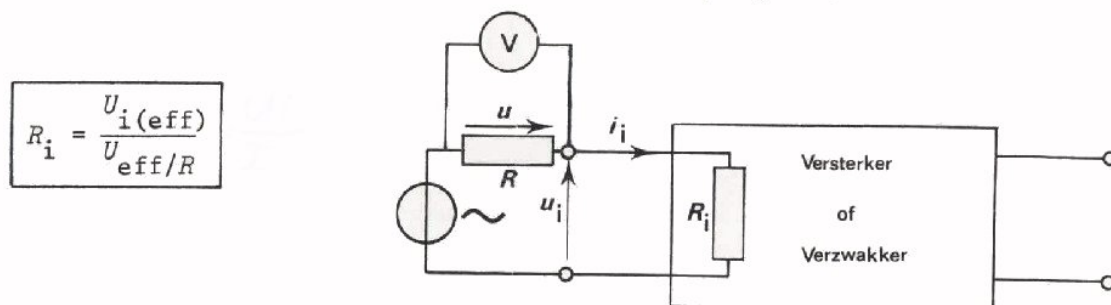 R_i = U_i(eff) / U_eff/R
V
u
R
i_i
u_i
R_i
Versterker
of
Verzwakker